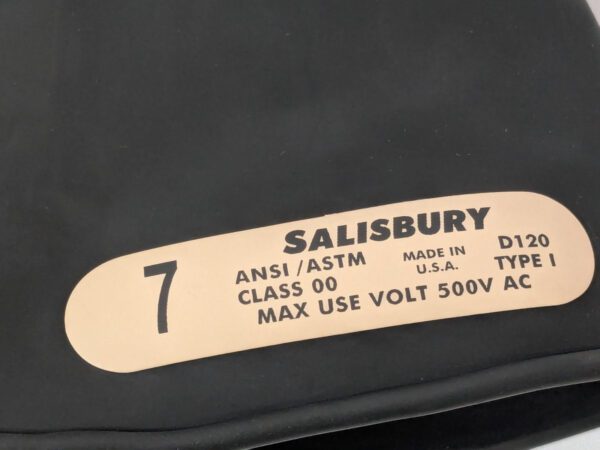 7
SALISBURY
ANSI/ASTM MADE IN U.S.A. D120
CLASS 00 TYPE I
MAX USE VOLT 500V AC